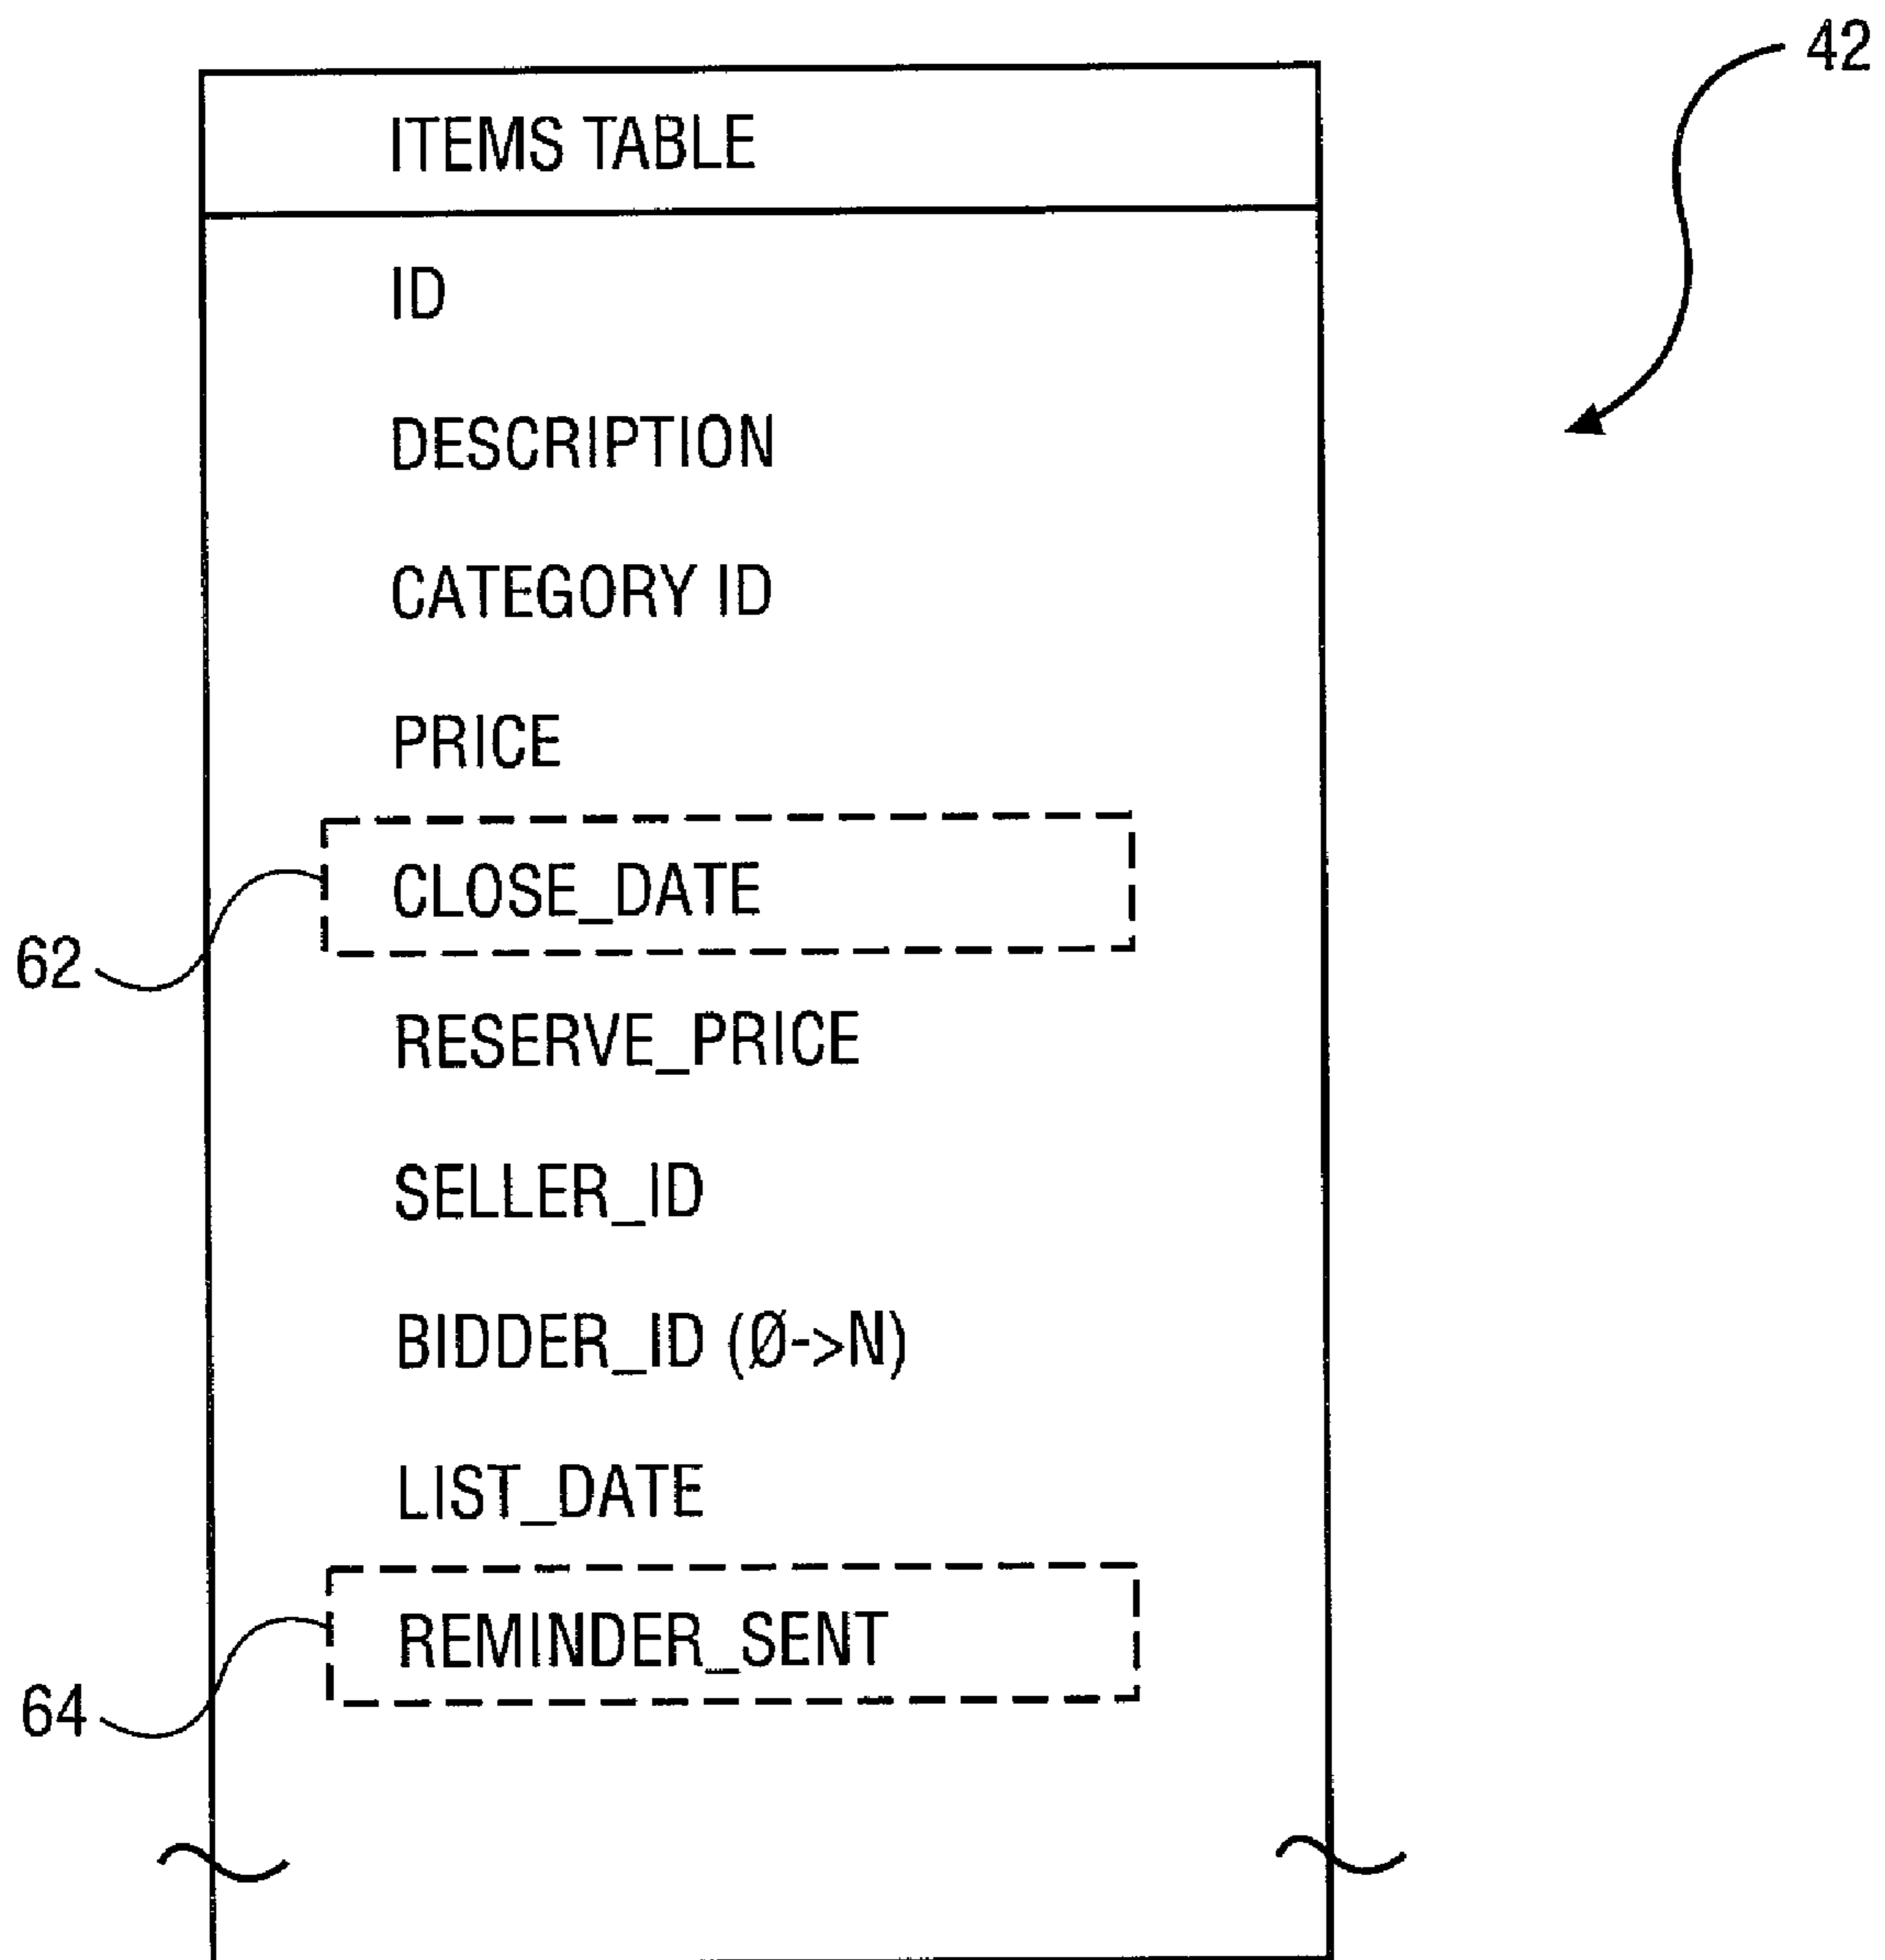 42
ITEMS TABLE
ID
DESCRIPTION
CATEGORY ID
PRICE
CLOSE_DATE
62
RESERVE_PRICE
SELLER_ID
BIDDER_ID (Ø->N)
LIST_DATE
REMINDER_SENT
64